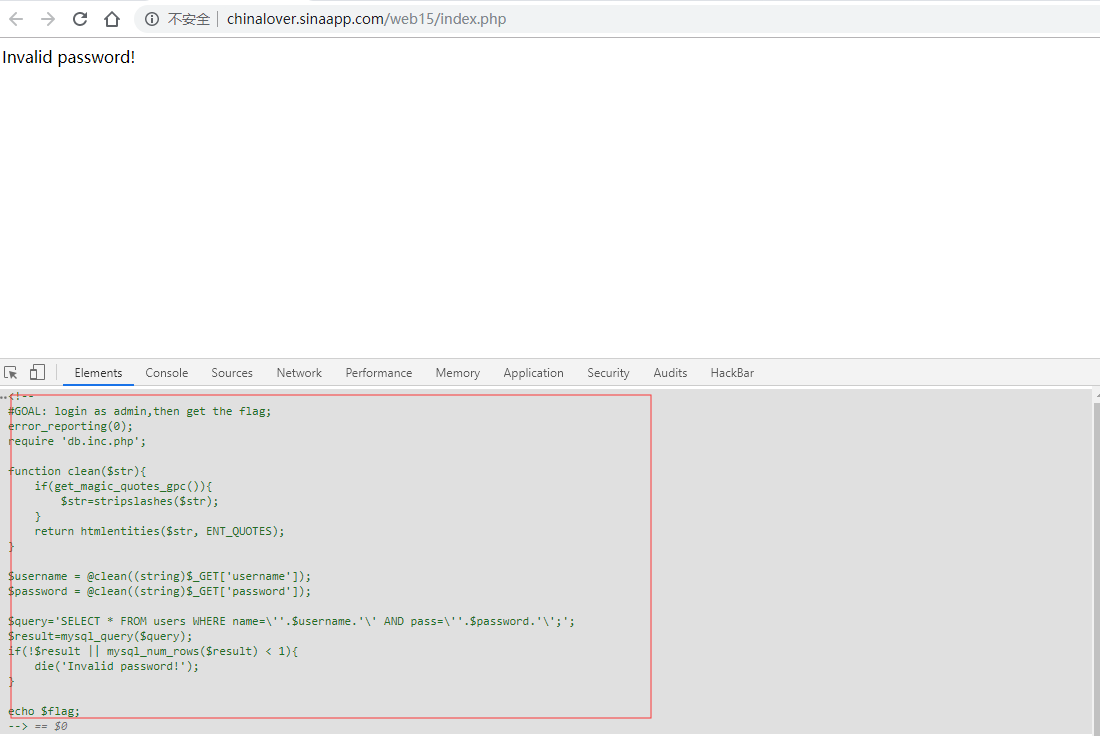 不安全 chinalover.sinaapp.com/web15/index.php
Invalid password!
Elements Console Sources Network Performance Memory Application Security Audits HackBar
<!--
#GOAL: login as admin,then get the flag;
error_reporting(0);
require 'db.inc.php';
function clean($str){
if(get_magic_quotes_gpc()){
$str=stripslashes($str);
}
return htmlentities($str, ENT_QUOTES);
}
$username = @clean((string)$_GET['username']);
$password = @clean((string)$_GET['password']);
$query='SELECT * FROM users WHERE name=\''.$username.'\' AND pass=\''.$password.'\';';
$result=mysql_query($query);
if(!$result || mysql_num_rows($result) < 1){
die('Invalid password!');
}
echo $flag;
--> == $0